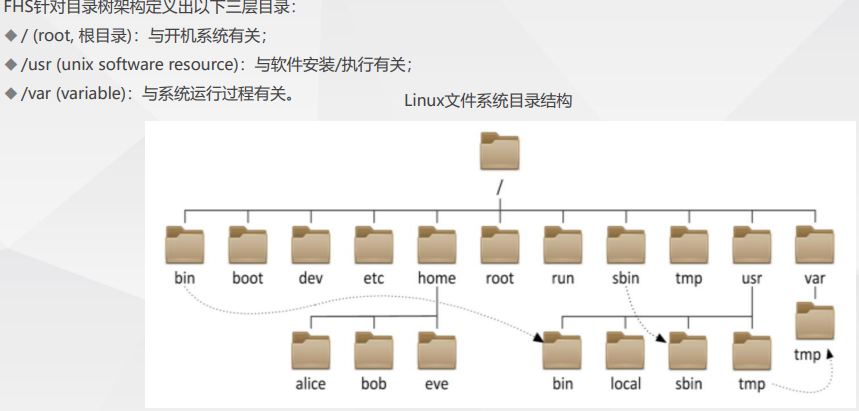 FHS针对目录树架构定义出以下三层目录：
◆/ (root, 根目录)：与开机系统有关；
◆/usr (unix software resource)：与软件安装/执行有关；
◆/var (variable)：与系统运行过程有关。
Linux文件系统目录结构
/
bin boot dev etc home root run sbin tmp usr var
alice bob eve bin local sbin tmp tmp